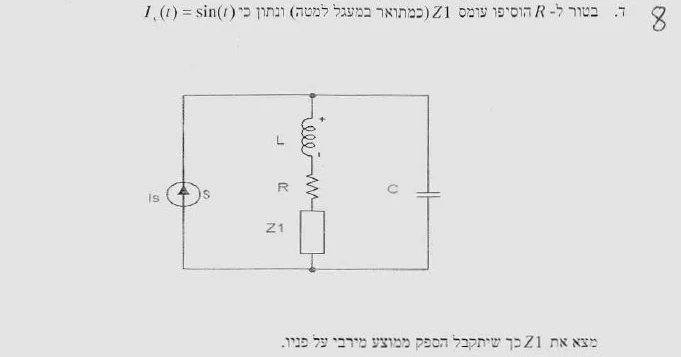 8
ד. בטור ל- R הוסיפו עומס Z1 (כמתואר במעגל למטה) ונתון כי I_s(t) = sin(t)
L
+
-
R
C
Is
S
Z1
מצא את Z1 כך שיתקבל הספק ממוצע מירבי על פניו.